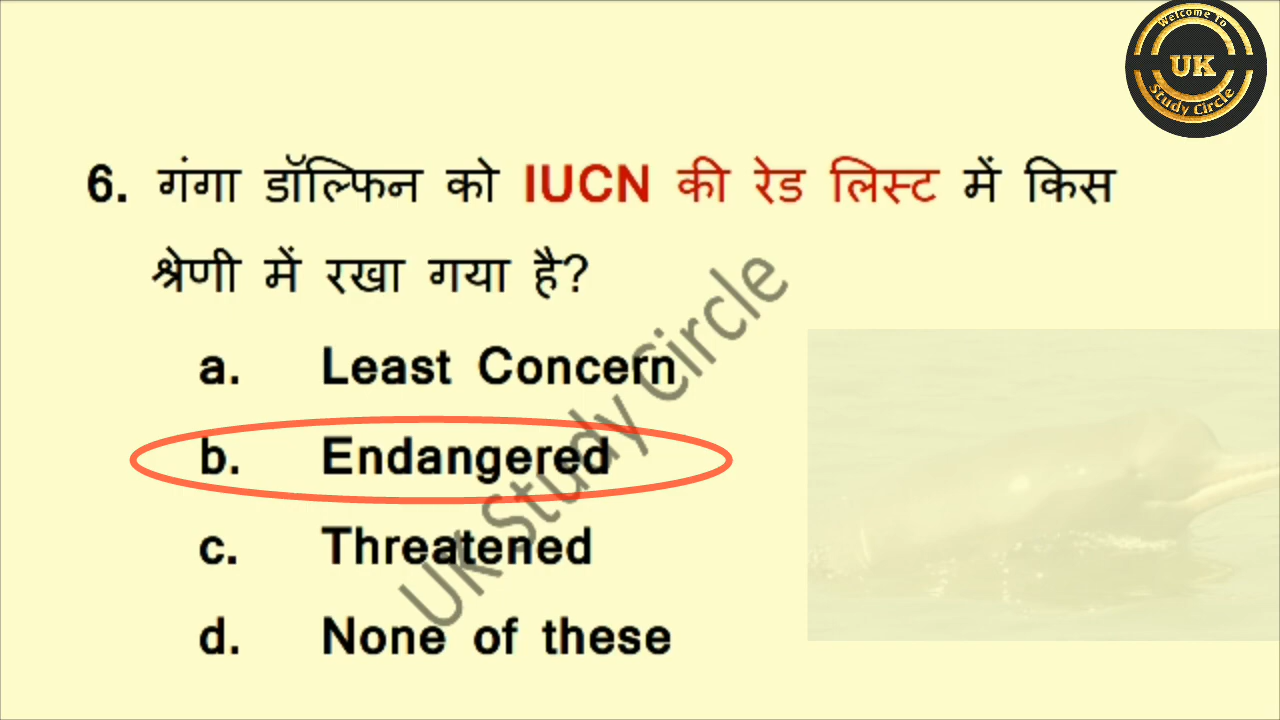 Welcome To
UK
Study Circle
6. गंगा डॉल्फिन को IUCN की रेड लिस्ट में किस
श्रेणी में रखा गया है?
a. Least Concern
b. Endangered
c. Threatened
d. None of these
UK Study Circle